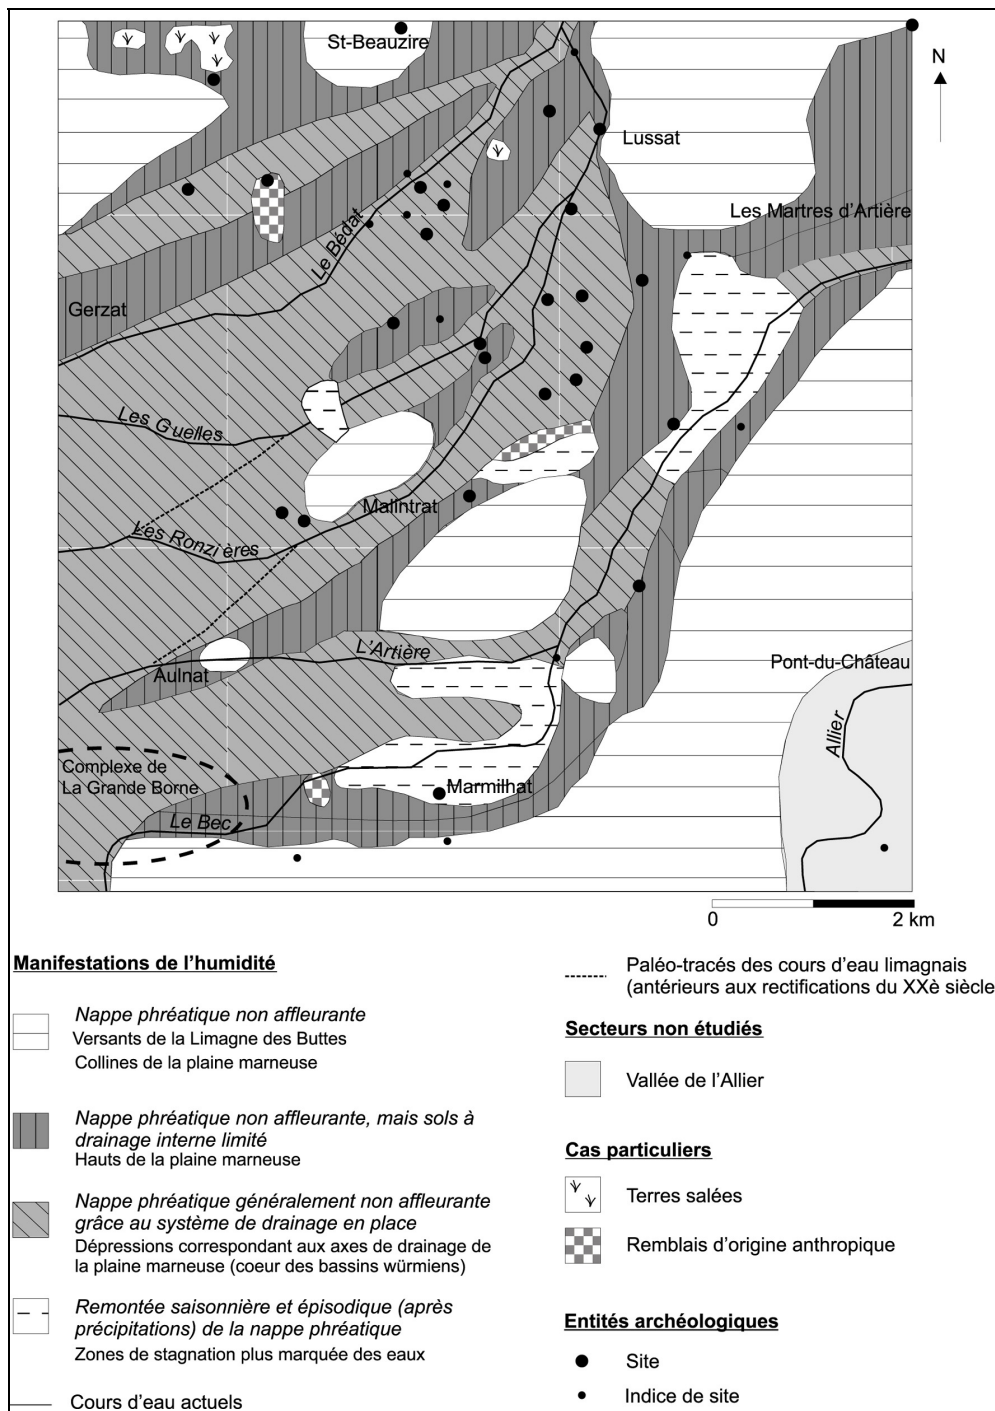 St-Beauzire
N
Lussat
Les Martres d'Artière
Le Bédat
Gerzat
Les Guelles
Malintrat
Les Ronzières
L'Artière
Aulnat
Pont-du-Château
Allier
Complexe de
La Grande Borne
Marmilhat
Le Bec
0 2 km
Manifestations de l'humidité
Nappe phréatique non affleurante
Versants de la Limagne des Buttes
Collines de la plaine marneuse
Nappe phréatique non affleurante, mais sols à
drainage interne limité
Hauts de la plaine marneuse
Nappe phréatique généralement non affleurante
grâce au système de drainage en place
Dépressions correspondant aux axes de drainage de
la plaine marneuse (coeur des bassins würmiens)
Remontée saisonnière et épisodique (après
précipitations) de la nappe phréatique
Zones de stagnation plus marquée des eaux
Cours d'eau actuels
Paléo-tracés des cours d'eau limagnais
(antérieurs aux rectifications du XXè siècle
Secteurs non étudiés
Vallée de l'Allier
Cas particuliers
Terres salées
Remblais d'origine anthropique
Entités archéologiques
Site
Indice de site